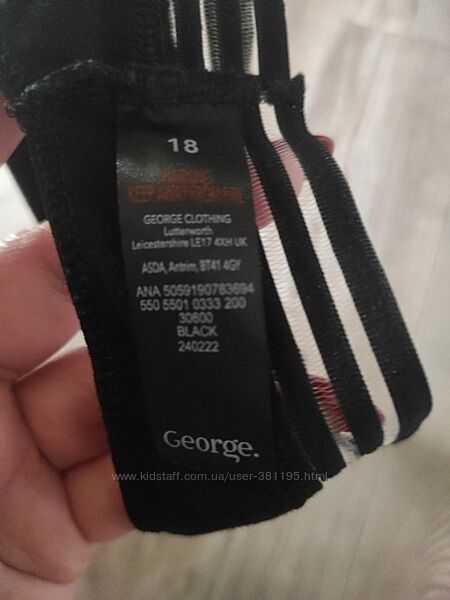 18
WARNING
KEEP AWAY FROM FIRE
GEORGE CLOTHING
Lutterworth
Leicestershire LE17 4XH UK
ASDA, Antrim, BT41 4GY
ANA 5059190783694
550 5501 0333 200
30600
BLACK
240222
George.
www.kidstaff.com.ua/user-381195.html